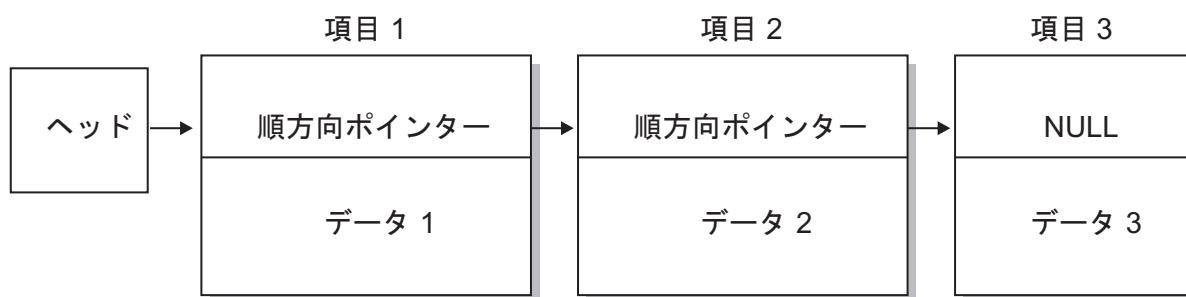 項目 1
項目 2
項目 3
ヘッド
順方向ポインター
順方向ポインター
NULL
データ 1
データ 2
データ 3